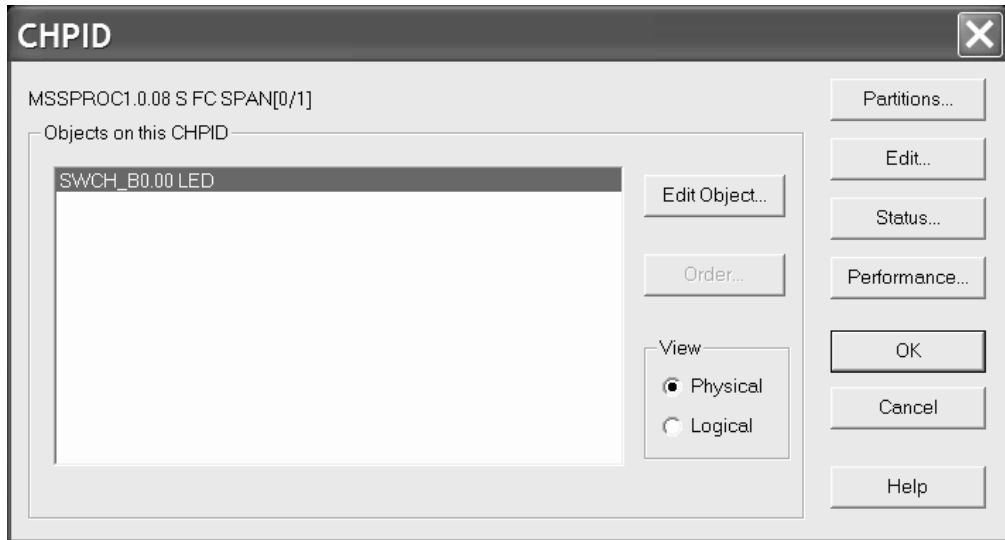 CHPID
MSSPROC1.0.08 S FC SPAN[0/1]
Objects on this CHPID
SWCH_B0.00 LED
Edit Object...
Order...
View
Physical
Logical
Partitions...
Edit...
Status...
Performance...
OK
Cancel
Help